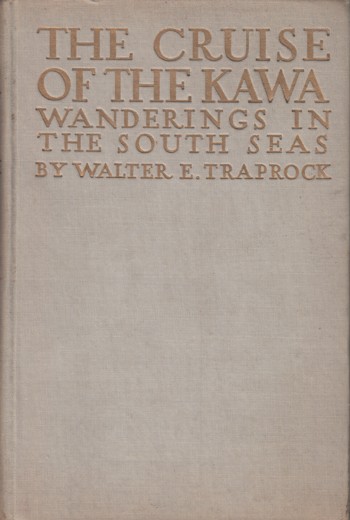 THE CRUISE
OF THE KAWA
WANDERINGS IN
THE SOUTH SEAS
BY WALTER E. TRAPROCK